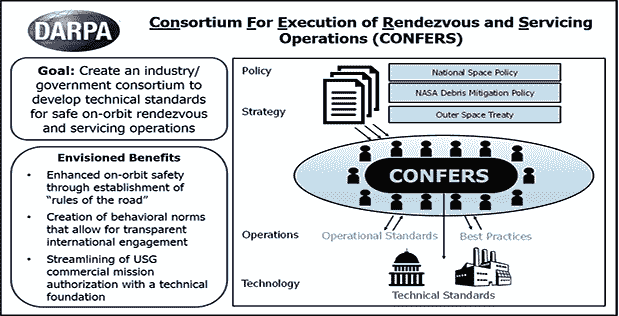 DARPA
Consortium For Execution of Rendezvous and Servicing
Operations (CONFERS)
Goal: Create an industry/
government consortium to
develop technical standards
for safe on-orbit rendezvous
and servicing operations
Envisioned Benefits
• Enhanced on-orbit safety
through establishment of
"rules of the road"
• Creation of behavioral norms
that allow for transparent
international engagement
• Streamlining of USG
commercial mission
authorization with a technical
foundation
Policy
National Space Policy
NASA Debris Mitigation Policy
Strategy
Outer Space Treaty
CONFERS
Operations
Operational Standards
Best Practices
Technology
Technical Standards